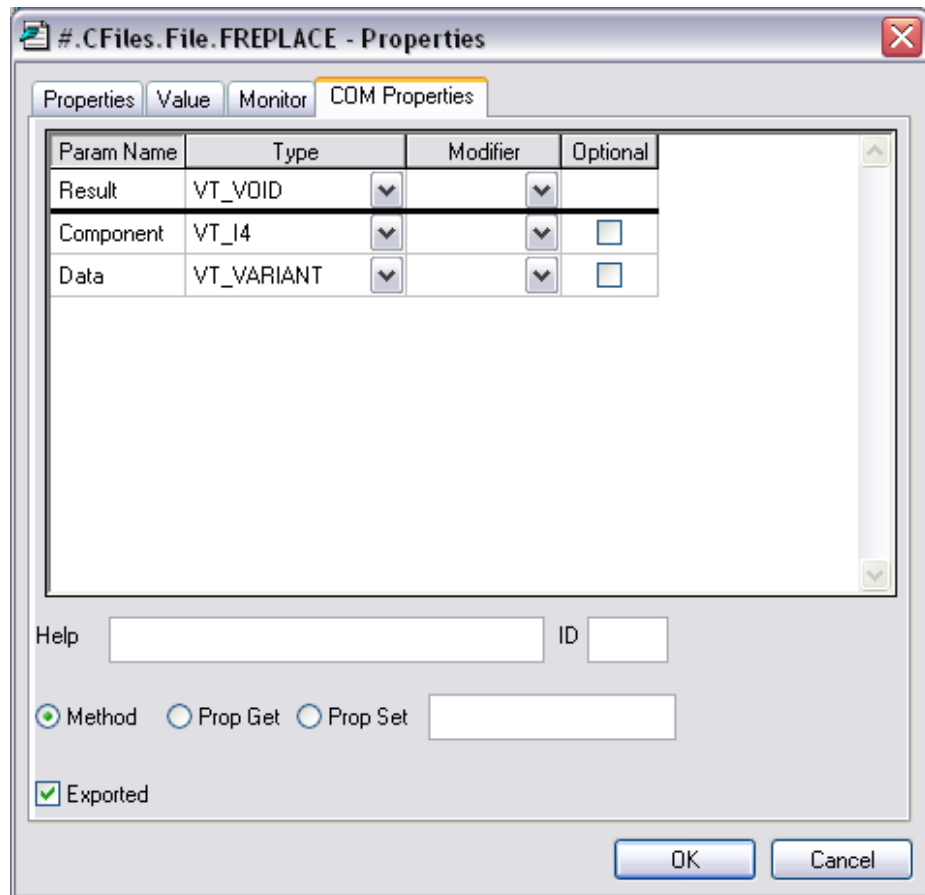 #.CFiles.File.FREPLACE - Properties
Properties Value Monitor COM Properties
Param Name Type Modifier Optional
Result VT_VOID
Component VT_I4
Data VT_VARIANT
Help ID
Method Prop Get Prop Set
Exported
OK Cancel